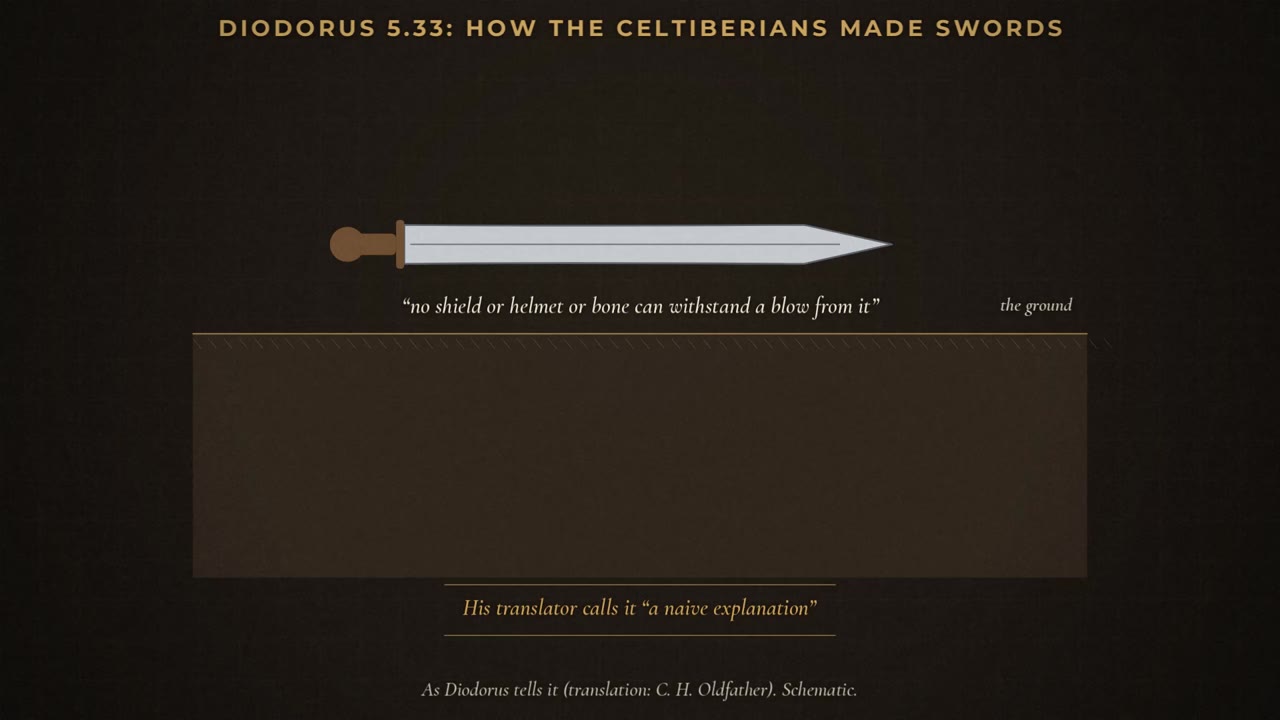 DIODORUS 5.33: HOW THE CELTIBERIANS MADE SWORDS
“no shield or helmet or bone can withstand a blow from it”
the ground
His translator calls it “a naive explanation”
As Diodorus tells it (translation: C. H. Oldfather). Schematic.